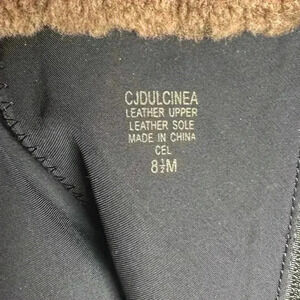 CJDULCINEA
LEATHER UPPER
LEATHER SOLE
MADE IN CHINA
CEL
8½M